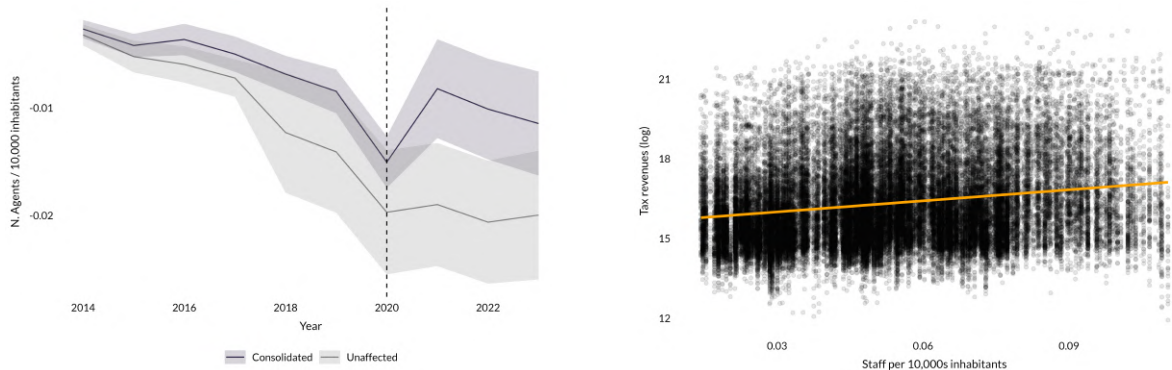 N. Agents / 10,000 inhabitants
-0.01
-0.02
2014
2016
2018
2020
2022
Year
Consolidated
Unaffected
Tax revenues (log)
21
18
15
12
0.03
0.06
0.09
Staff per 10,000s inhabitants